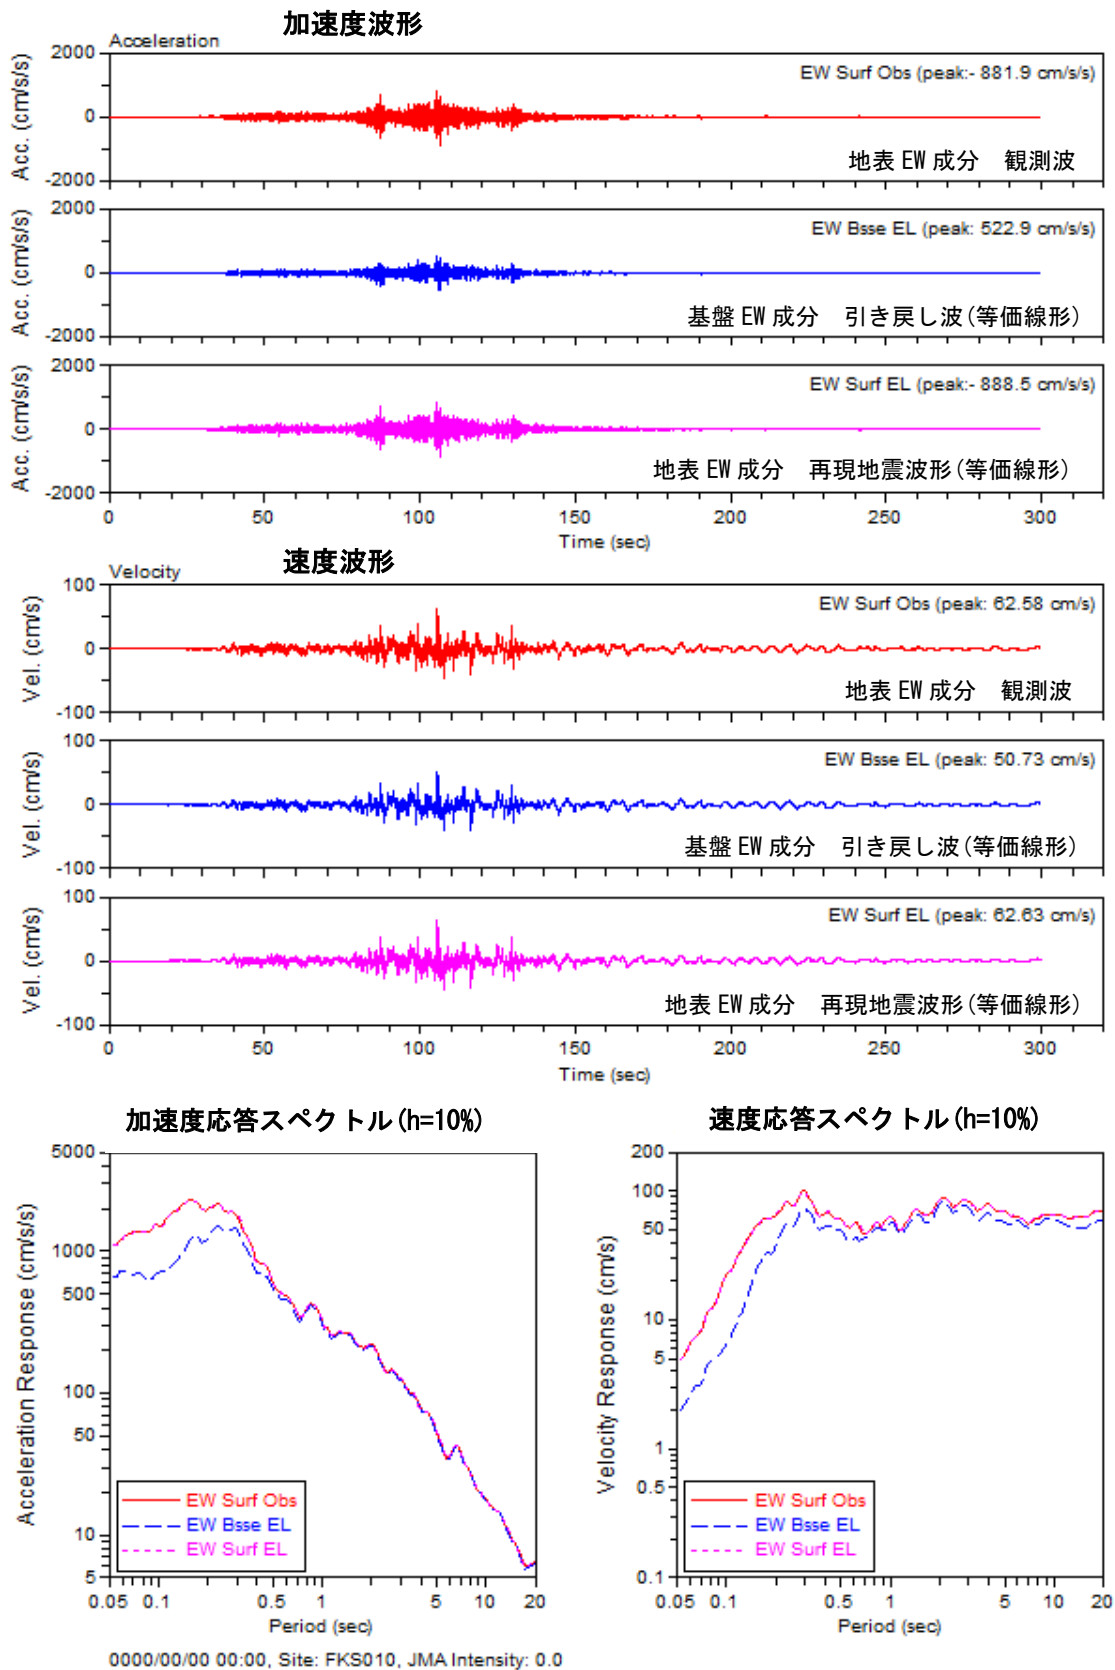 加速度波形
Acceleration
2000
0
-2000
Acc. (cm/s/s)
EW Surf Obs (peak:- 881.9 cm/s/s)
地表 EW 成分　観測波
2000
0
-2000
Acc. (cm/s/s)
EW Bsse EL (peak: 522.9 cm/s/s)
基盤 EW 成分　引き戻し波(等価線形)
2000
0
-2000
Acc. (cm/s/s)
EW Surf EL (peak:- 888.5 cm/s/s)
地表 EW 成分　再現地震波形(等価線形)
0 50 100 150 200 250 300
Time (sec)
速度波形
Velocity
100
0
-100
Vel. (cm/s)
EW Surf Obs (peak: 62.58 cm/s)
地表 EW 成分　観測波
100
0
-100
Vel. (cm/s)
EW Bsse EL (peak: 50.73 cm/s)
基盤 EW 成分　引き戻し波(等価線形)
100
0
-100
Vel. (cm/s)
EW Surf EL (peak: 62.63 cm/s)
地表 EW 成分　再現地震波形(等価線形)
0 50 100 150 200 250 300
Time (sec)
加速度応答スペクトル(h=10%)
5000
1000
500
100
50
10
5
Acceleration Response (cm/s/s)
EW Surf Obs
EW Bsse EL
EW Surf EL
0.05 0.1 0.5 1 5 10 20
Period (sec)
速度応答スペクトル(h=10%)
200
100
50
10
5
1
0.5
0.1
Velocity Response (cm/s)
EW Surf Obs
EW Bsse EL
EW Surf EL
0.05 0.1 0.5 1 5 10 20
Period (sec)
0000/00/00 00:00, Site: FKS010, JMA Intensity: 0.0